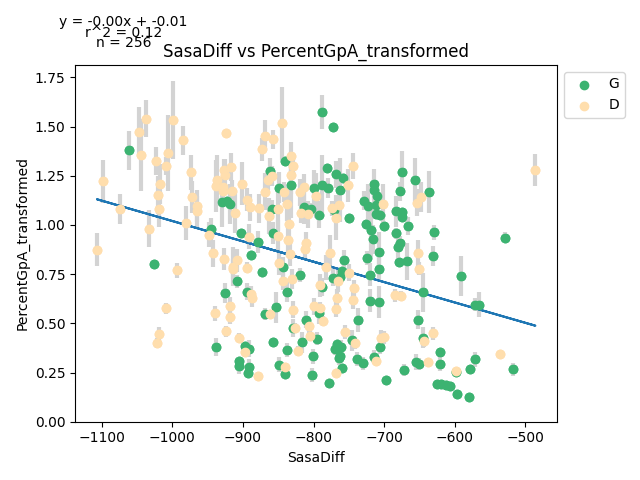 y = -0.00x + -0.01
r^2 = 0.12
n = 256
SasaDiff vs PercentGpA_transformed
G
D
PercentGpA_transformed
1.75
1.50
1.25
1.00
0.75
0.50
0.25
0.00
−1100 −1000 −900 −800 −700 −600 −500
SasaDiff